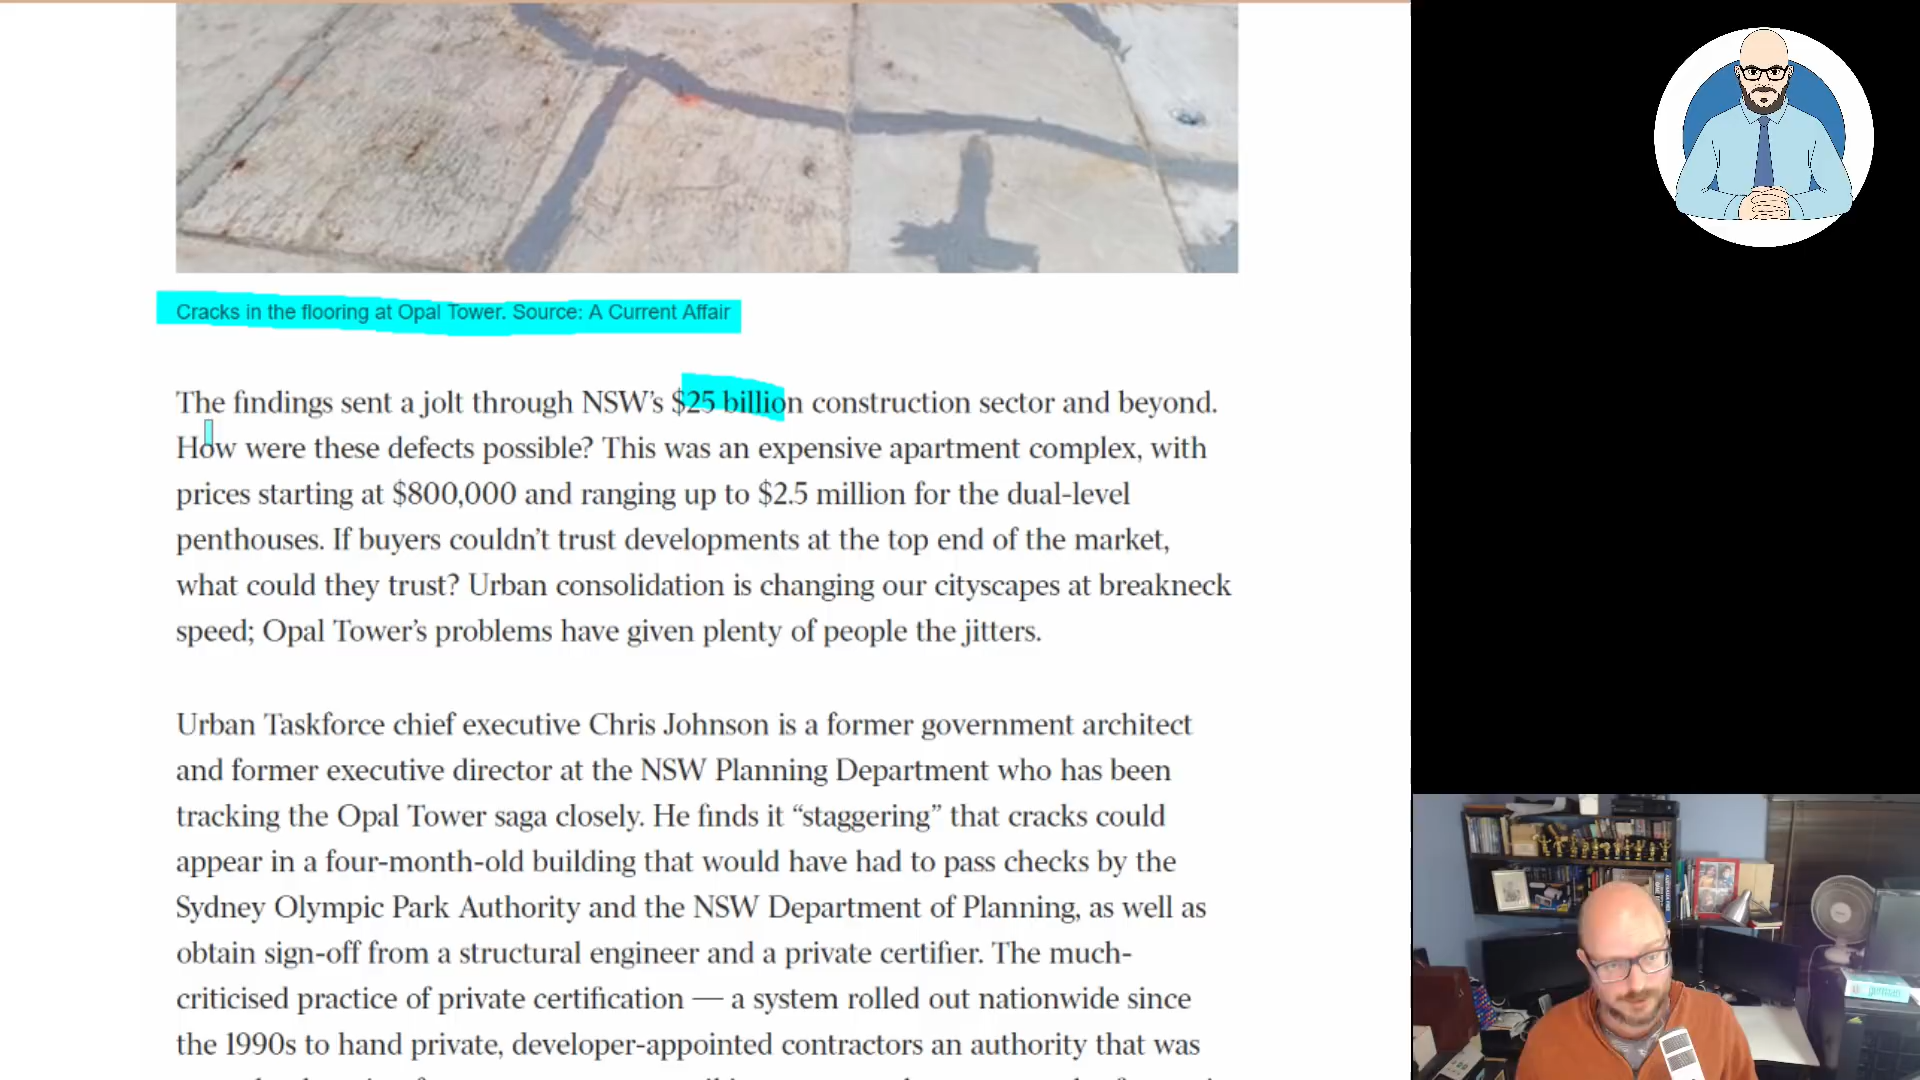 Cracks in the flooring at Opal Tower. Source: A Current Affair
The findings sent a jolt through NSW’s $25 billion construction sector and beyond.
How were these defects possible? This was an expensive apartment complex, with
prices starting at $800,000 and ranging up to $2.5 million for the dual-level
penthouses. If buyers couldn’t trust developments at the top end of the market,
what could they trust? Urban consolidation is changing our cityscapes at breakneck
speed; Opal Tower’s problems have given plenty of people the jitters.
Urban Taskforce chief executive Chris Johnson is a former government architect
and former executive director at the NSW Planning Department who has been
tracking the Opal Tower saga closely. He finds it “staggering” that cracks could
appear in a four-month-old building that would have had to pass checks by the
Sydney Olympic Park Authority and the NSW Department of Planning, as well as
obtain sign-off from a structural engineer and a private certifier. The much-
criticised practice of private certification — a system rolled out nationwide since
the 1990s to hand private, developer-appointed contractors an authority that was